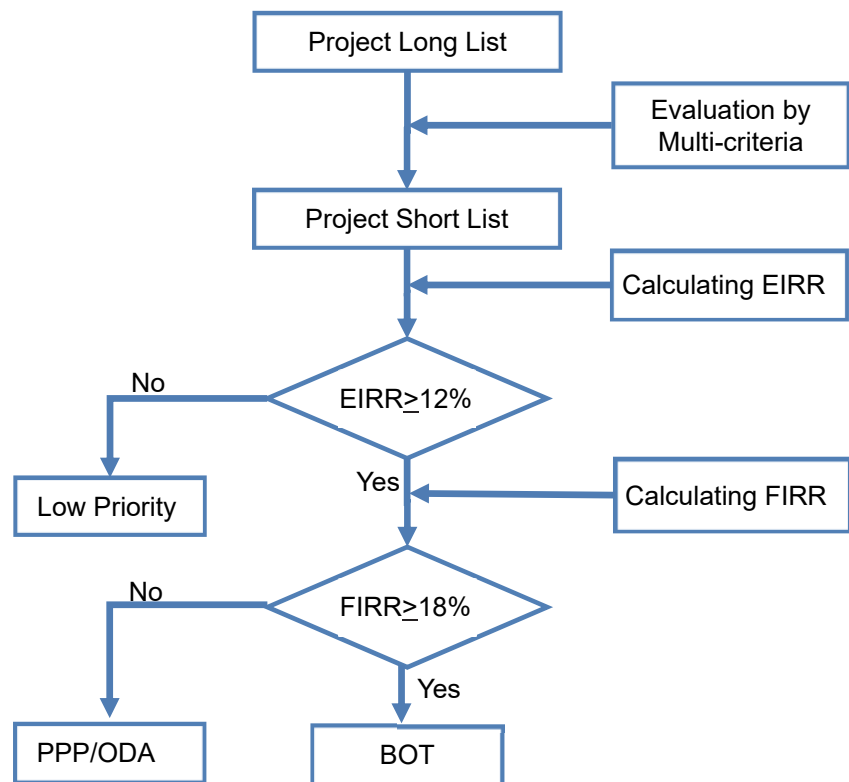 Project Long List
Evaluation by
Multi-criteria
Project Short List
Calculating EIRR
No
EIRR≥12%
Yes
Low Priority
Calculating FIRR
No
FIRR≥18%
Yes
PPP/ODA
BOT